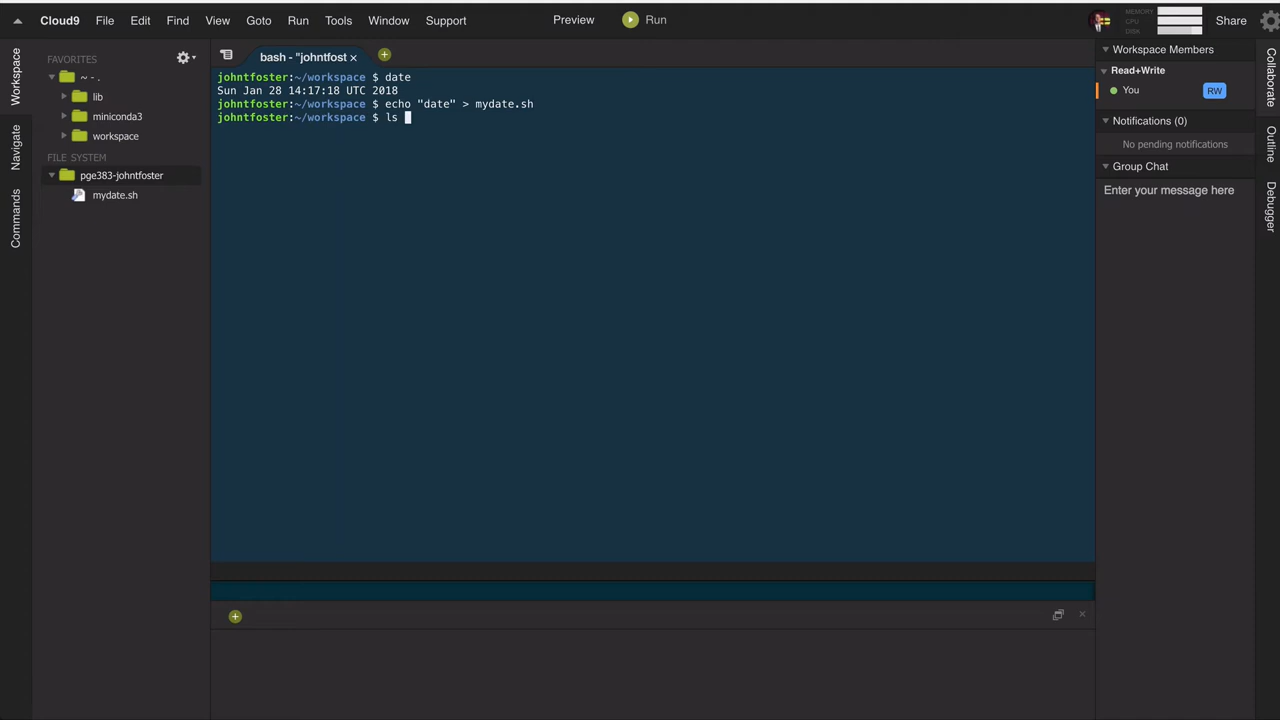 Cloud9 File Edit Find View Goto Run Tools Window Support Preview Run MEMORY CPU DISK Share
Workspace
Navigate
Commands
FAVORITES
~ - .
lib
miniconda3
workspace
FILE SYSTEM
pge383-johntfoster
mydate.sh
bash - "johntfost ×
johntfoster:~/workspace $ date
Sun Jan 28 14:17:18 UTC 2018
johntfoster:~/workspace $ echo "date" > mydate.sh
johntfoster:~/workspace $ ls
Workspace Members
Read+Write
You RW
Notifications (0)
No pending notifications
Group Chat
Enter your message here
Collaborate
Outline
Debugger